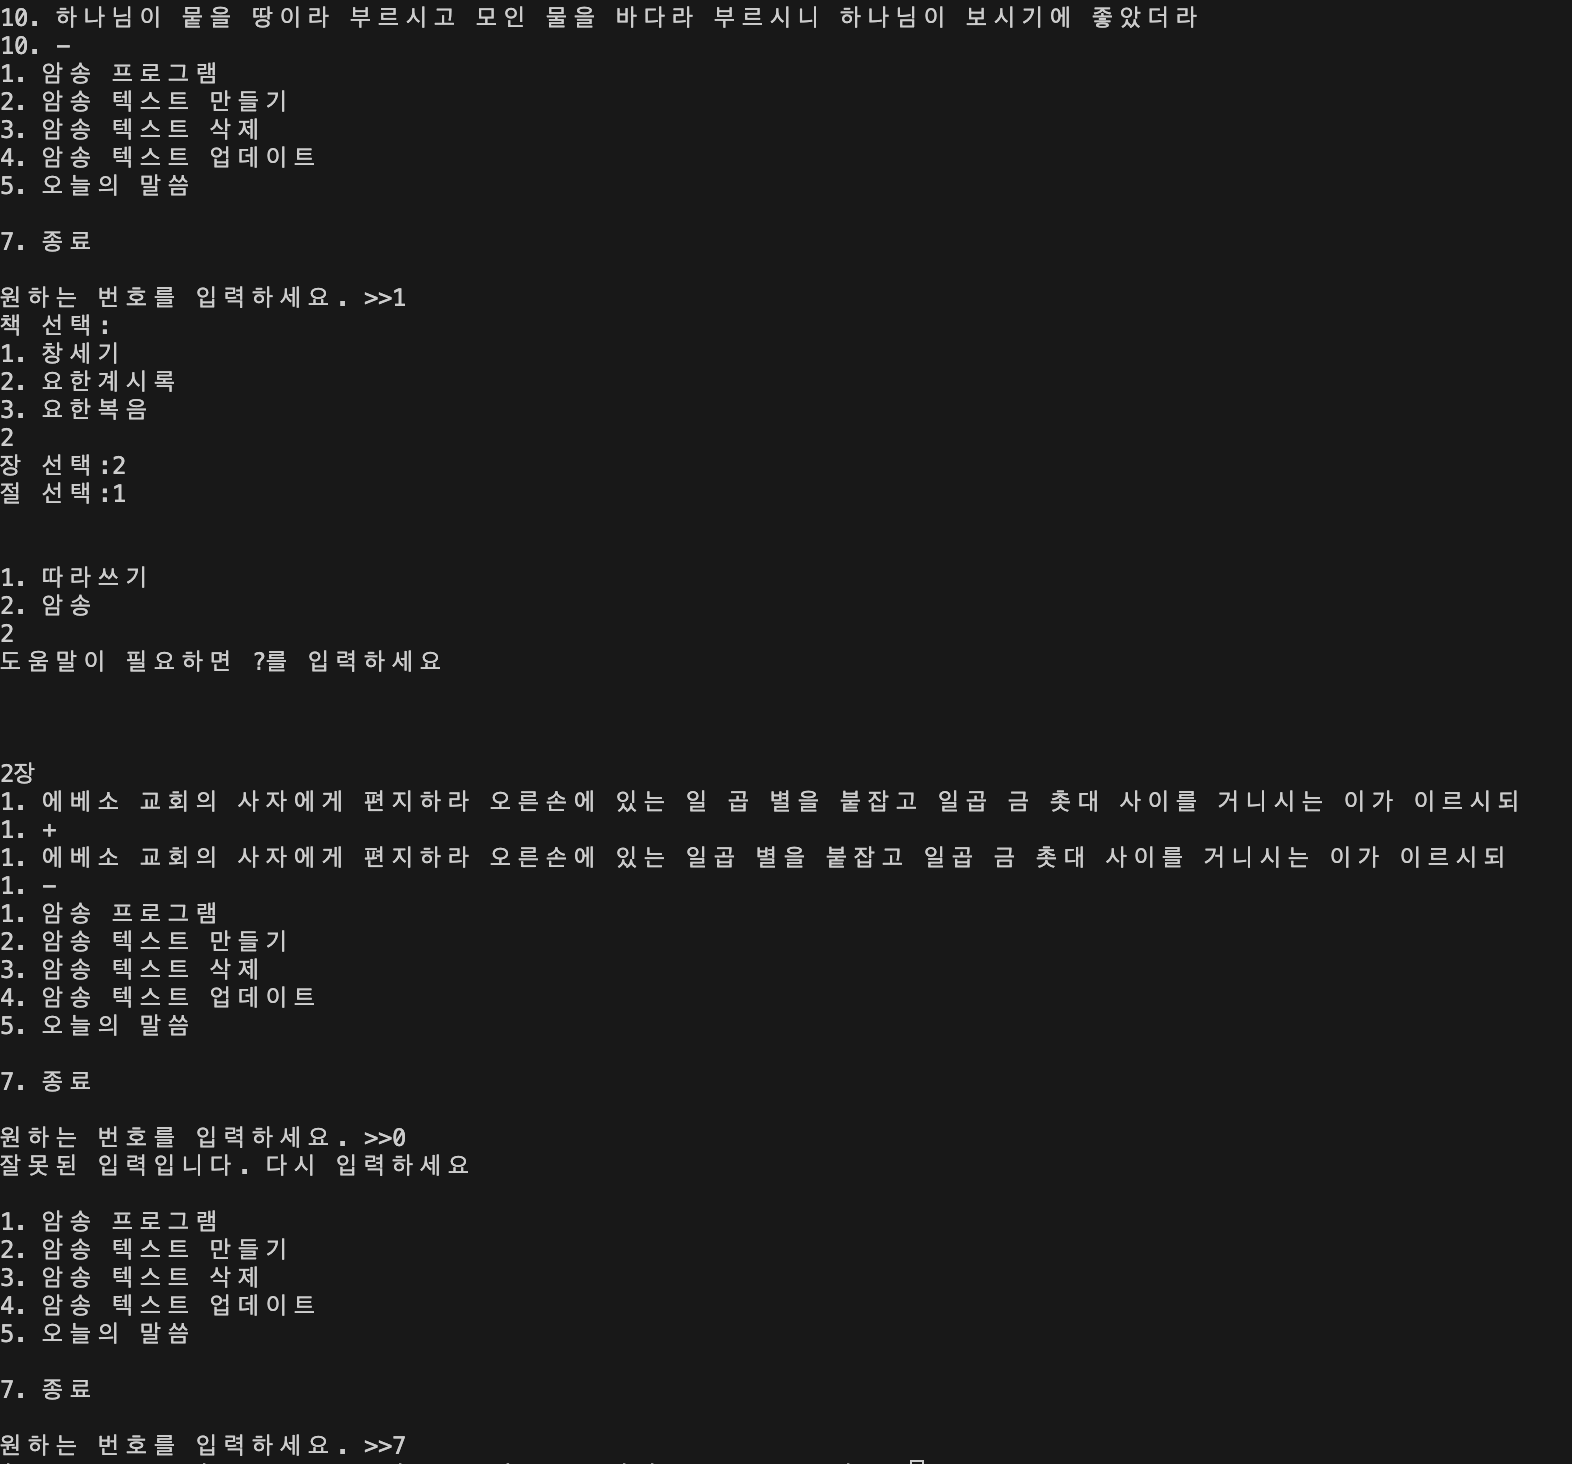 10. 하나님이 뭍을 땅이라 부르시고 모인 물을 바다라 부르시니 하나님이 보시기에 좋았더라
10. -
1. 암송 프로그램
2. 암송 텍스트 만들기
3. 암송 텍스트 삭제
4. 암송 텍스트 업데이트
5. 오늘의 말씀
7. 종료
원하는 번호를 입력하세요. >>1
책 선택:
1. 창세기
2. 요한계시록
3. 요한복음
2
장 선택:2
절 선택:1
1. 따라쓰기
2. 암송
2
도움말이 필요하면 ?를 입력하세요
2장
1. 에베소 교회의 사자에게 편지하라 오른손에 있는 일 곱 별을 붙잡고 일곱 금 촛대 사이를 거니시는 이가 이르시되
1. +
1. 에베소 교회의 사자에게 편지하라 오른손에 있는 일곱 별을 붙잡고 일곱 금 촛대 사이를 거니시는 이가 이르시되
1. -
1. 암송 프로그램
2. 암송 텍스트 만들기
3. 암송 텍스트 삭제
4. 암송 텍스트 업데이트
5. 오늘의 말씀
7. 종료
원하는 번호를 입력하세요. >>0
잘못된 입력입니다. 다시 입력하세요
1. 암송 프로그램
2. 암송 텍스트 만들기
3. 암송 텍스트 삭제
4. 암송 텍스트 업데이트
5. 오늘의 말씀
7. 종료
원하는 번호를 입력하세요. >>7